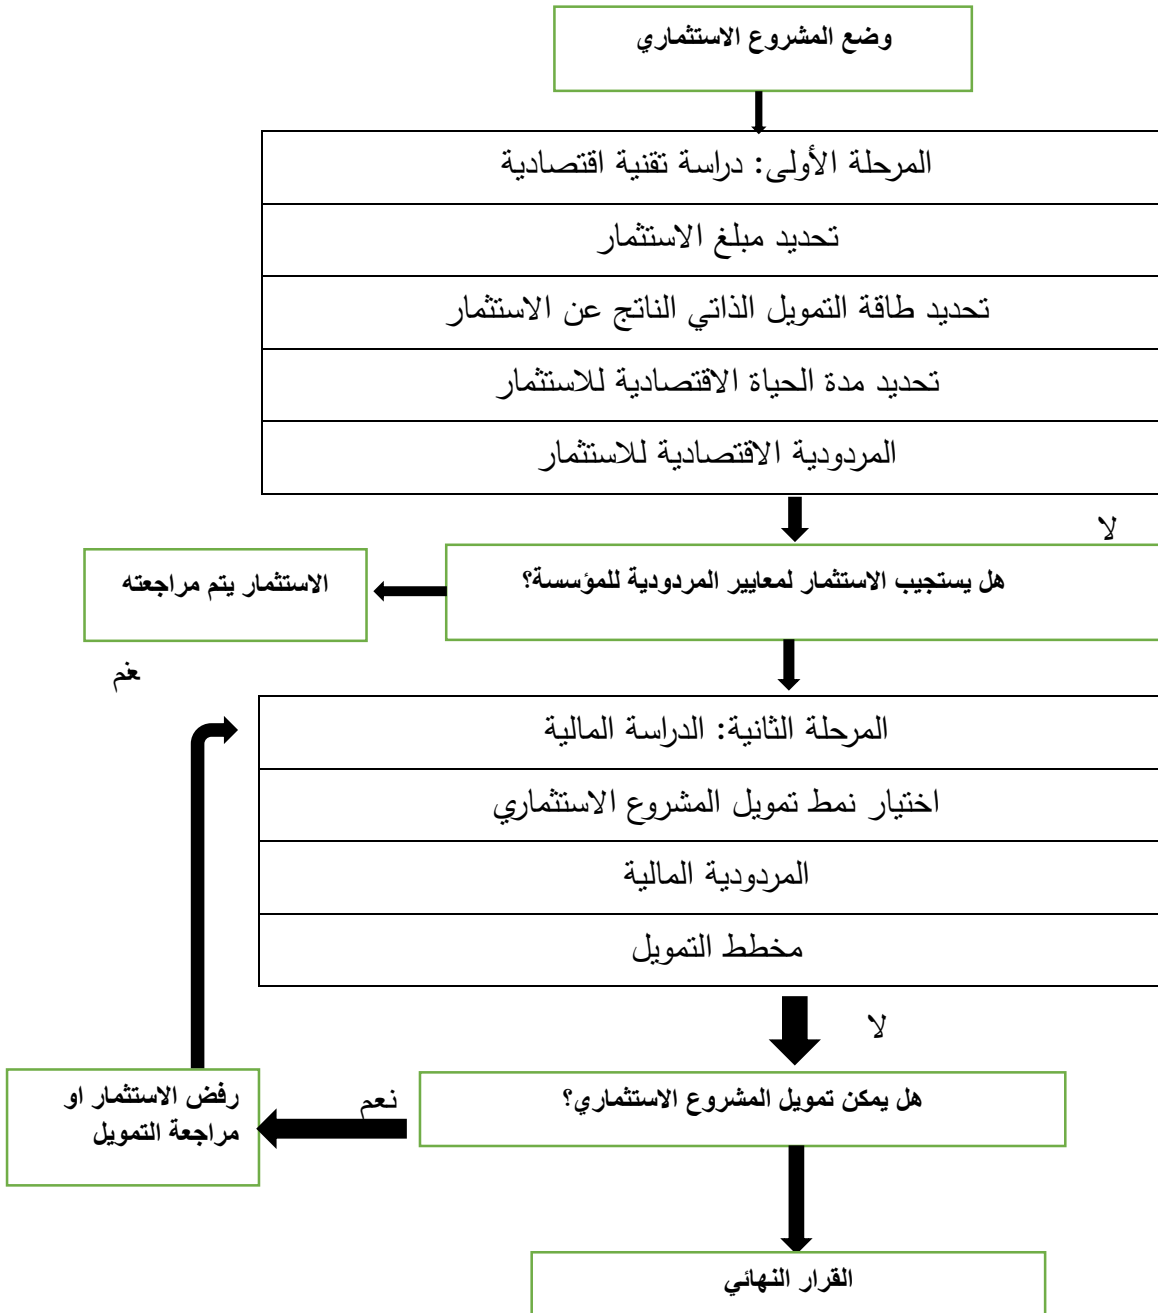 وضع المشروع الاستثماري
المرحلة الأولى: دراسة تقنية اقتصادية
تحديد مبلغ الاستثمار
تحديد طاقة التمويل الذاتي الناتج عن الاستثمار
تحديد مدة الحياة الاقتصادية للاستثمار
المردودية الاقتصادية للاستثمار
لا
هل يستجيب الاستثمار لمعايير المردودية للمؤسسة؟
الاستثمار يتم مراجعته
المرحلة الثانية: الدراسة المالية
اختيار نمط تمويل المشروع الاستثماري
المردودية المالية
مخطط التمويل
لا
هل يمكن تمويل المشروع الاستثماري؟
نعم
رفض الاستثمار او
مراجعة التمويل
القرار النهائي